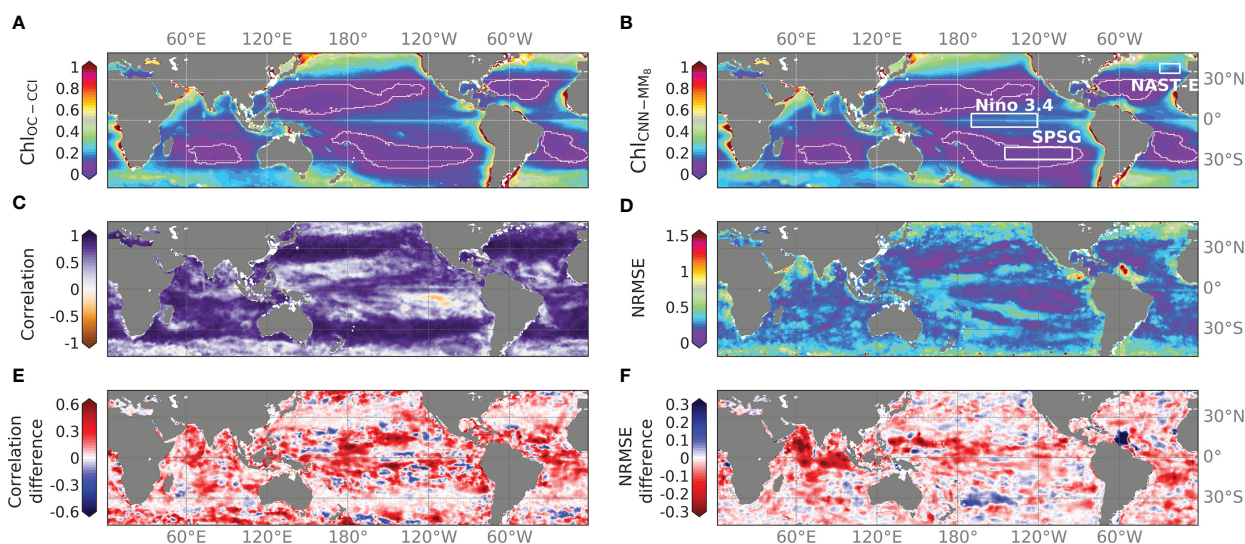 A
B
60°E 120°E 180° 120°W 60°W
60°E 120°E 180° 120°W 60°W
Chl_OC−CCI
1
0.8
0.6
0.4
0.2
0
Chl_CNN−MM8
1
0.8
0.6
0.4
0.2
0
NAST-E
Nino 3.4
SPSG
30°N
0°
30°S
C
D
Correlation
1
0.5
0
-0.5
-1
NRMSE
1.5
1
0.5
0
30°N
0°
30°S
E
F
Correlation
difference
0.6
0.3
0
-0.3
-0.6
NRMSE
difference
0.3
0.2
0.1
0
-0.1
-0.2
-0.3
30°N
0°
30°S
60°E 120°E 180° 120°W 60°W
60°E 120°E 180° 120°W 60°W